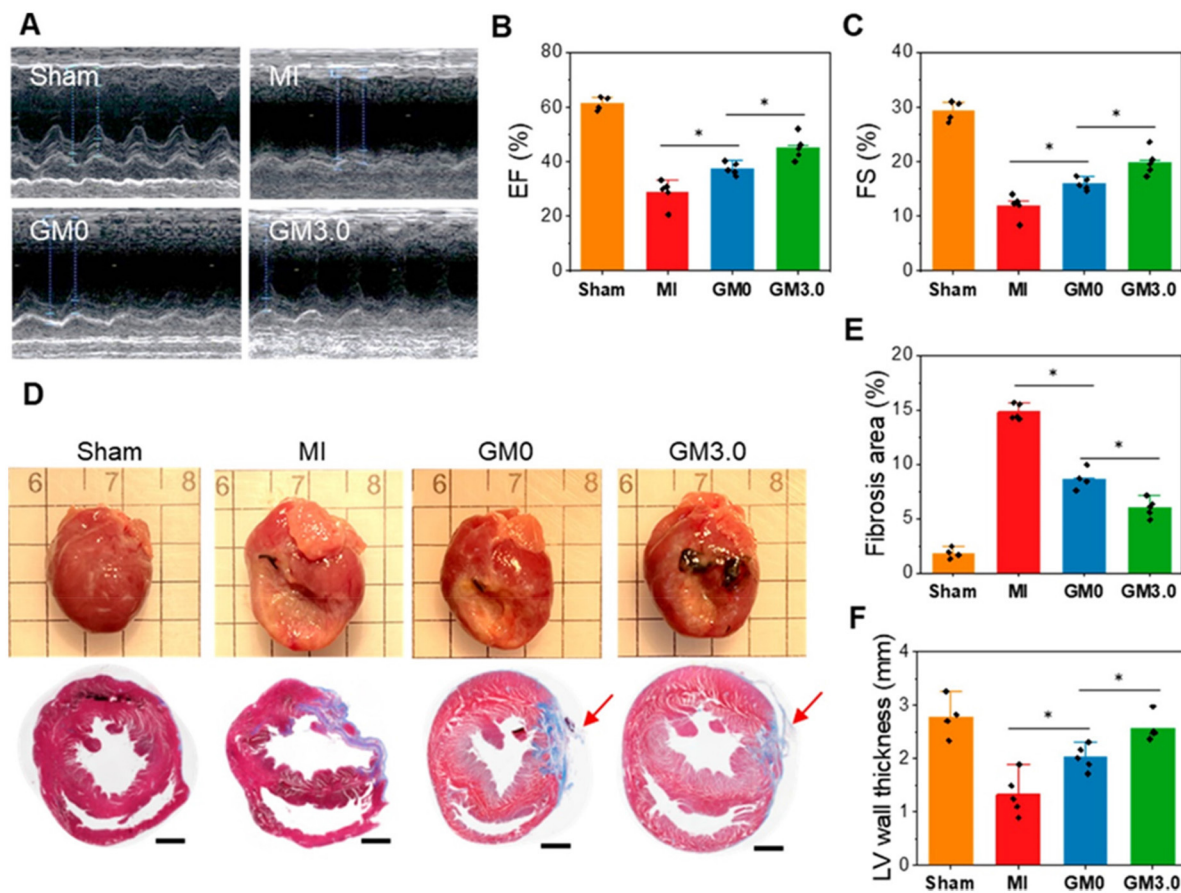 A
Sham
MI
GM0
GM3.0
B
EF (%)
80
60
40
20
0
*
*
Sham
MI
GM0
GM3.0
C
FS (%)
40
30
20
10
0
*
*
Sham
MI
GM0
GM3.0
D
Sham
MI
GM0
GM3.0
6
7
8
6
7
8
6
7
8
6
7
8
E
Fibrosis area (%)
20
15
10
5
0
*
*
Sham
MI
GM0
GM3.0
F
LV wall thickness (mm)
4
3
2
1
0
*
*
Sham
MI
GM0
GM3.0